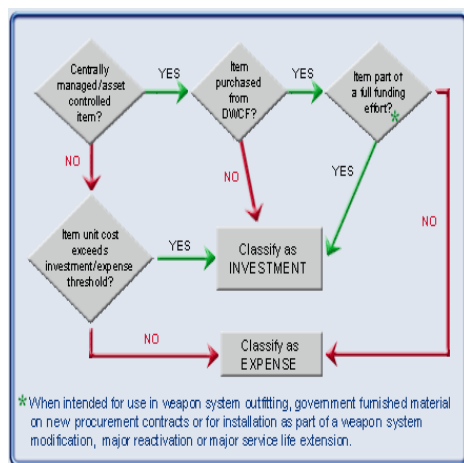 Centrally
managed/asset
controlled
item?
YES
Item
purchased
from
DWCF?
YES
Item part of
a full funding
effort?*
NO
NO
YES
NO
Item unit cost
exceeds
investment/expense
threshold?
YES
Classify as
INVESTMENT
NO
Classify as
EXPENSE
* When intended for use in weapon system outfitting, government furnished material
on new procurement contracts or for installation as part of a weapon system
modification, major reactivation or major service life extension.